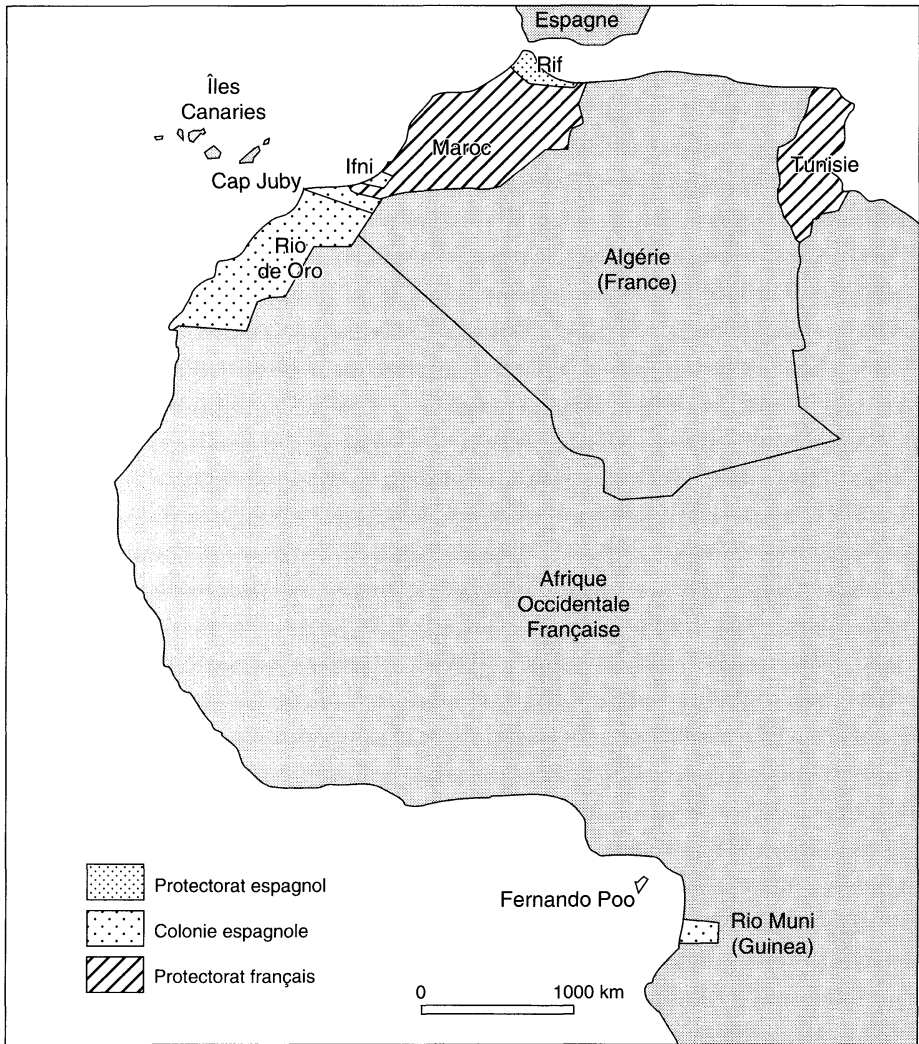 Espagne
Rif
Îles
Canaries
Maroc
Ifni
Tunisie
Cap Juby
Rio
de Oro
Algérie
(France)
Afrique
Occidentale
Française
Protectorat espagnol
Fernando Poo
Colonie espagnole
Rio Muni
(Guinea)
Protectorat français
0 1000 km